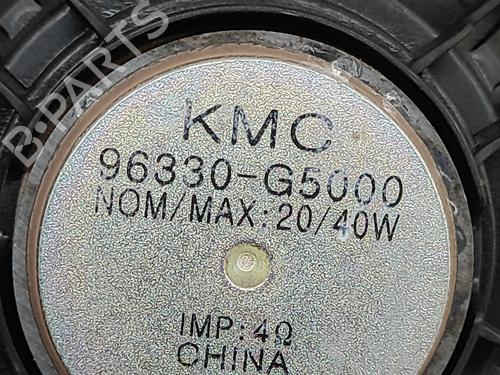 B-PARTS
KMC
96330-G5000
NOM/MAX:20/40W
IMP:4Ω
CHINA